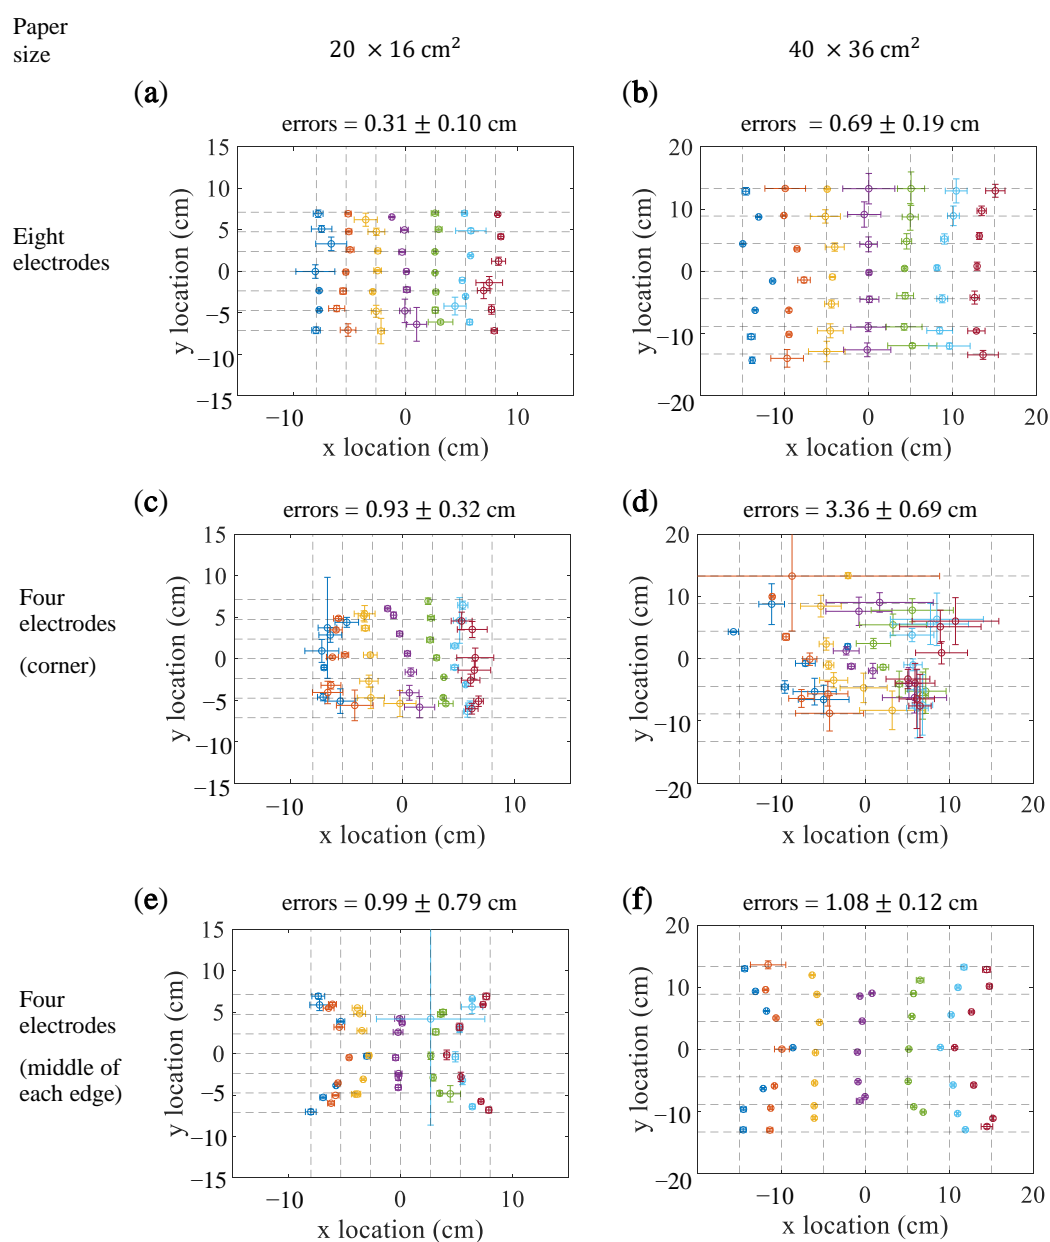 Paper
size
20 × 16 cm²
40 × 36 cm²
(a)
(b)
errors = 0.31 ± 0.10 cm
errors = 0.69 ± 0.19 cm
Eight
electrodes
15
10
5
0
−5
−10
−15
y location (cm)
−10
0
10
x location (cm)
20
10
0
−10
−20
y location (cm)
−10
0
10
20
x location (cm)
(c)
(d)
errors = 0.93 ± 0.32 cm
errors = 3.36 ± 0.69 cm
Four
electrodes
(corner)
15
10
5
0
−5
−10
−15
y location (cm)
−10
0
10
x location (cm)
20
10
0
−10
−20
y location (cm)
−10
0
10
20
x location (cm)
(e)
(f)
errors = 0.99 ± 0.79 cm
errors = 1.08 ± 0.12 cm
Four
electrodes
(middle of
each edge)
15
10
5
0
−5
−10
−15
y location (cm)
−10
0
10
x location (cm)
20
10
0
−10
−20
y location (cm)
−10
0
10
20
x location (cm)